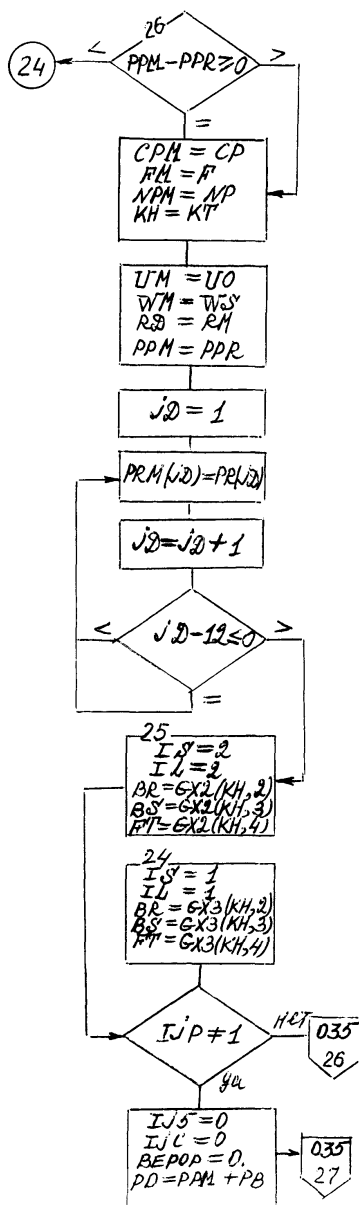 26
<
24
PPM-PPR≥0
>
=
CPM = CP
FM = F
NPM = NP
KH = KT
UM = UO
WM = WS
RD = RM
PPM = PPR
jD = 1
PRM(jD)=PR(jD)
jD=jD+1
<
jD-12≤0
>
=
25
IS=2
IL=2
BR=GX2(KH,2)
BS=GX2(KH,3)
FT=GX2(KH,4)
24
IS = 1
IL = 1
BR = GX3(KH,2)
BS = GX3(KH,3)
FT = GX3(KH,4)
IjP≠1
нет
035
26
да
Ij5=0
IjC=0
BEPOP=0.
PD=PPM+PB
035
27